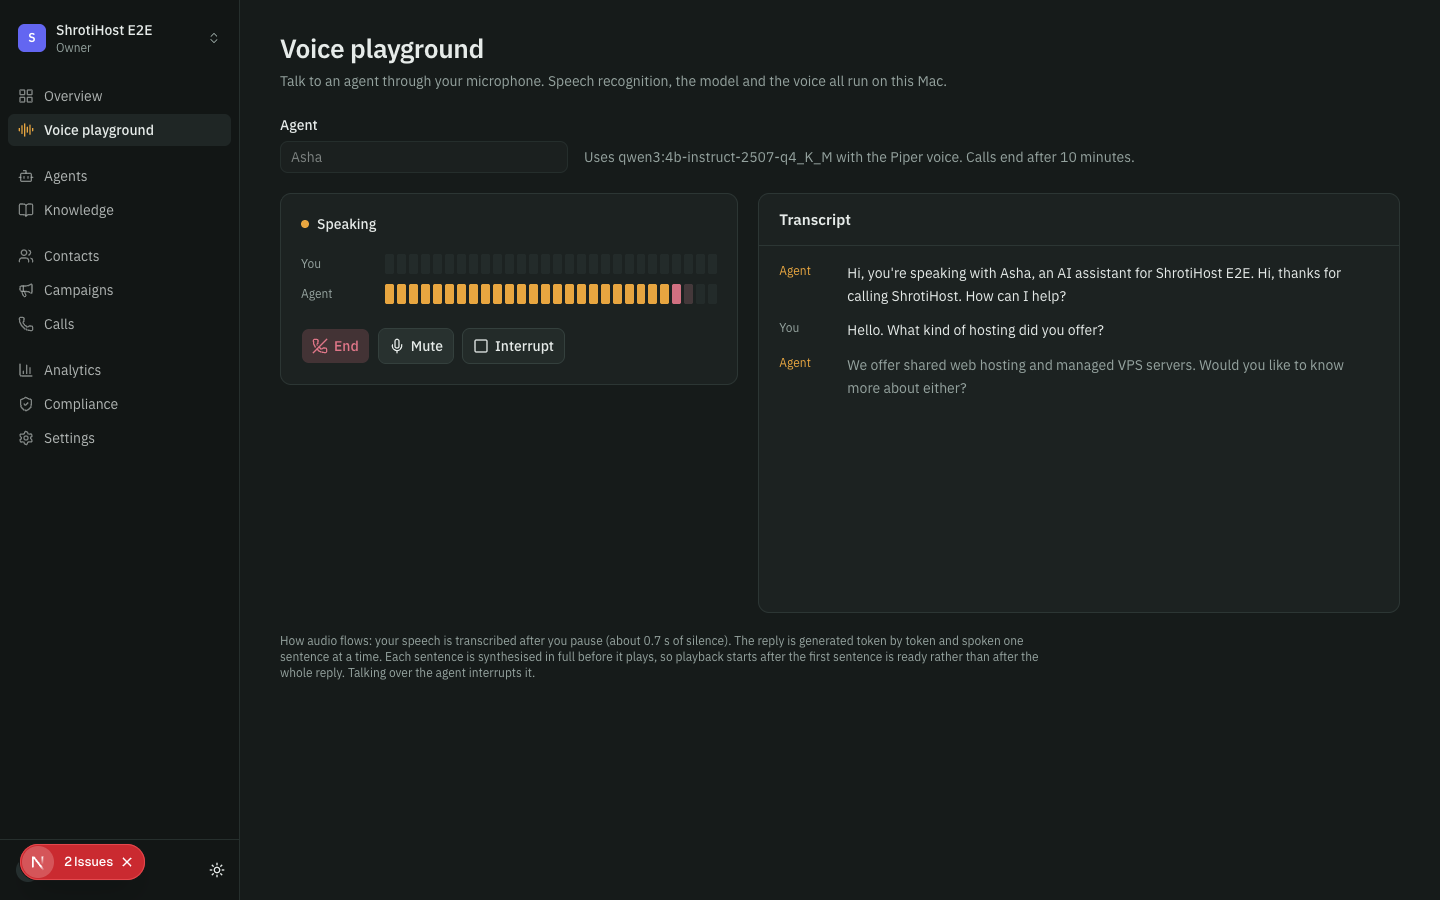 S
ShrotiHost E2E
Owner
Overview
Voice playground
Agents
Knowledge
Contacts
Campaigns
Calls
Analytics
Compliance
Settings
2 Issues
Voice playground
Talk to an agent through your microphone. Speech recognition, the model and the voice all run on this Mac.
Agent
Asha
Uses qwen3:4b-instruct-2507-q4_K_M with the Piper voice. Calls end after 10 minutes.
Speaking
You
Agent
End
Mute
Interrupt
Transcript
Agent
Hi, you're speaking with Asha, an AI assistant for ShrotiHost E2E. Hi, thanks for
calling ShrotiHost. How can I help?
You
Hello. What kind of hosting did you offer?
Agent
We offer shared web hosting and managed VPS servers. Would you like to know
more about either?
How audio flows: your speech is transcribed after you pause (about 0.7 s of silence). The reply is generated token by token and spoken one
sentence at a time. Each sentence is synthesised in full before it plays, so playback starts after the first sentence is ready rather than after the
whole reply. Talking over the agent interrupts it.